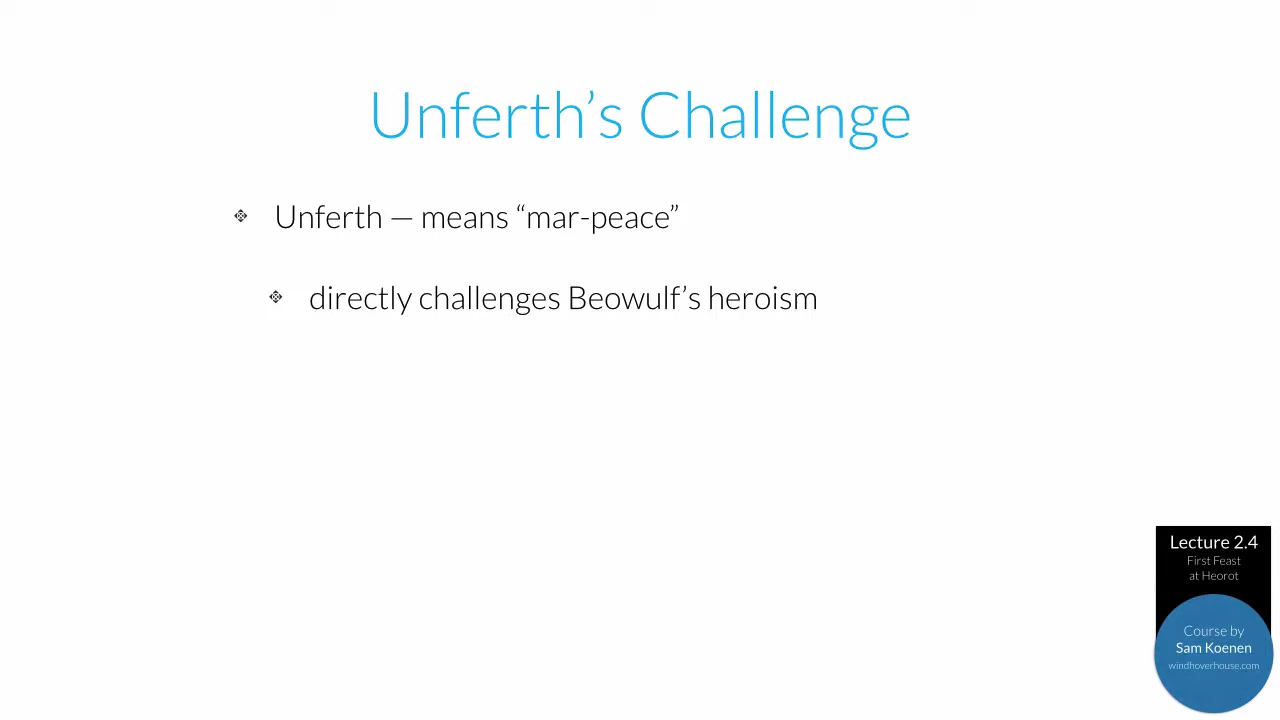 Unferth’s Challenge
Unferth — means “mar-peace”
directly challenges Beowulf’s heroism
Lecture 2.4
First Feast
at Heorot
Course by
Sam Koenen
windhoverhouse.com